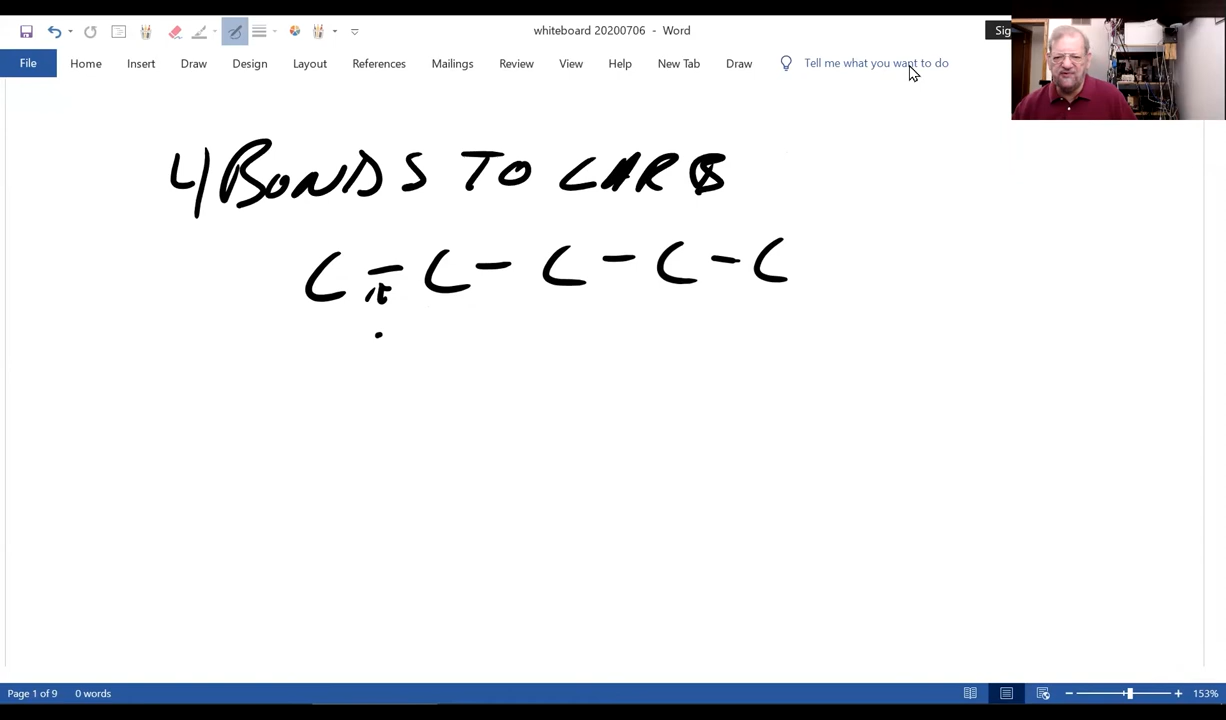 whiteboard 20200706 - Word
Sig
File Home Insert Draw Design Layout References Mailings Review View Help New Tab Draw Tell me what you want to do
4 BONDS TO CARB
C - C - C - C - C
Page 1 of 9 0 words
153%